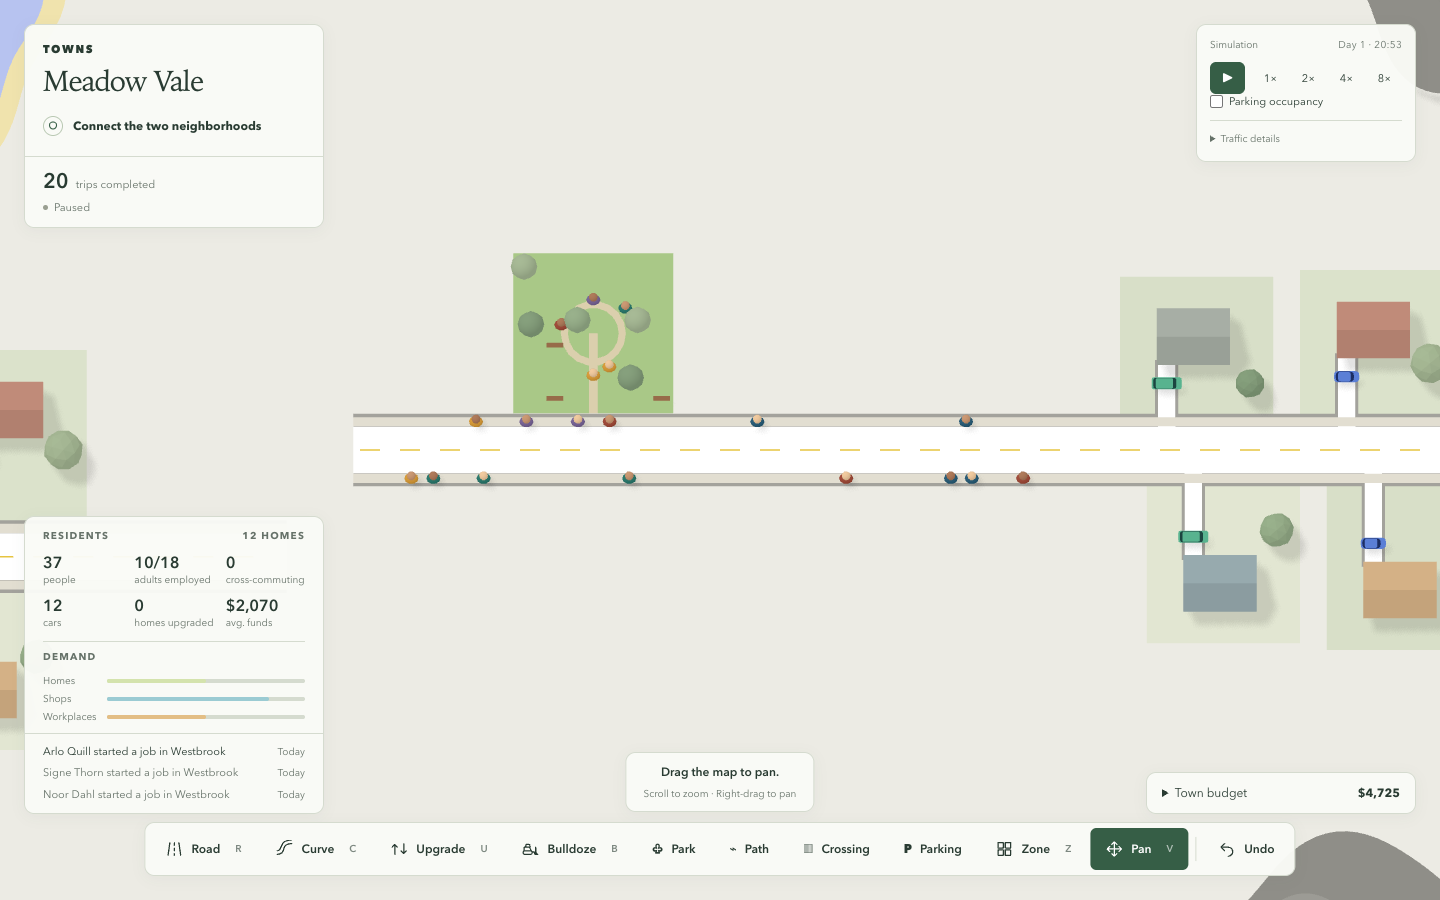 TOWNS
Meadow Vale
Connect the two neighborhoods
20 trips completed
Paused
Simulation Day 1 · 20:53
1× 2× 4× 8×
Parking occupancy
Traffic details
RESIDENTS 12 HOMES
37 10/18 0
people adults employed cross-commuting
12 0 $2,070
cars homes upgraded avg. funds
DEMAND
Homes
Shops
Workplaces
Arlo Quill started a job in Westbrook Today
Signe Thorn started a job in Westbrook Today
Noor Dahl started a job in Westbrook Today
Drag the map to pan.
Scroll to zoom · Right-drag to pan
Town budget $4,725
Road R Curve C Upgrade U Bulldoze B Park Path Crossing P Parking Zone Z Pan V Undo